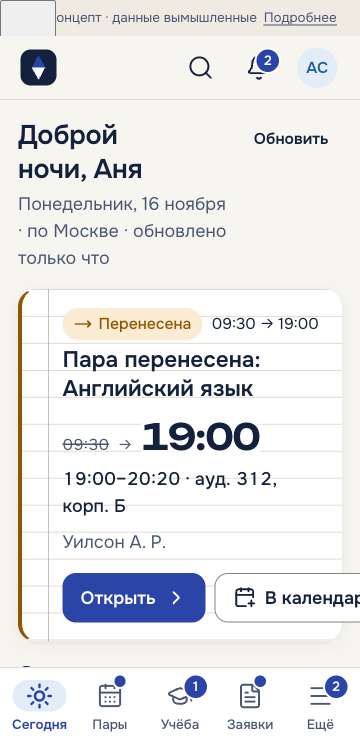 онцепт · данные вымышленные Подробнее
2
АС
Доброй
ночи, Аня
Обновить
Понедельник, 16 ноября
· по Москве · обновлено
только что
→ Перенесена 09:30 → 19:00
Пара перенесена:
Английский язык
09:30 → 19:00
19:00–20:20 · ауд. 312,
корп. Б
Уилсон А. Р.
Открыть
В календар
1
2
Сегодня
Пары
Учёба
Заявки
Ещё